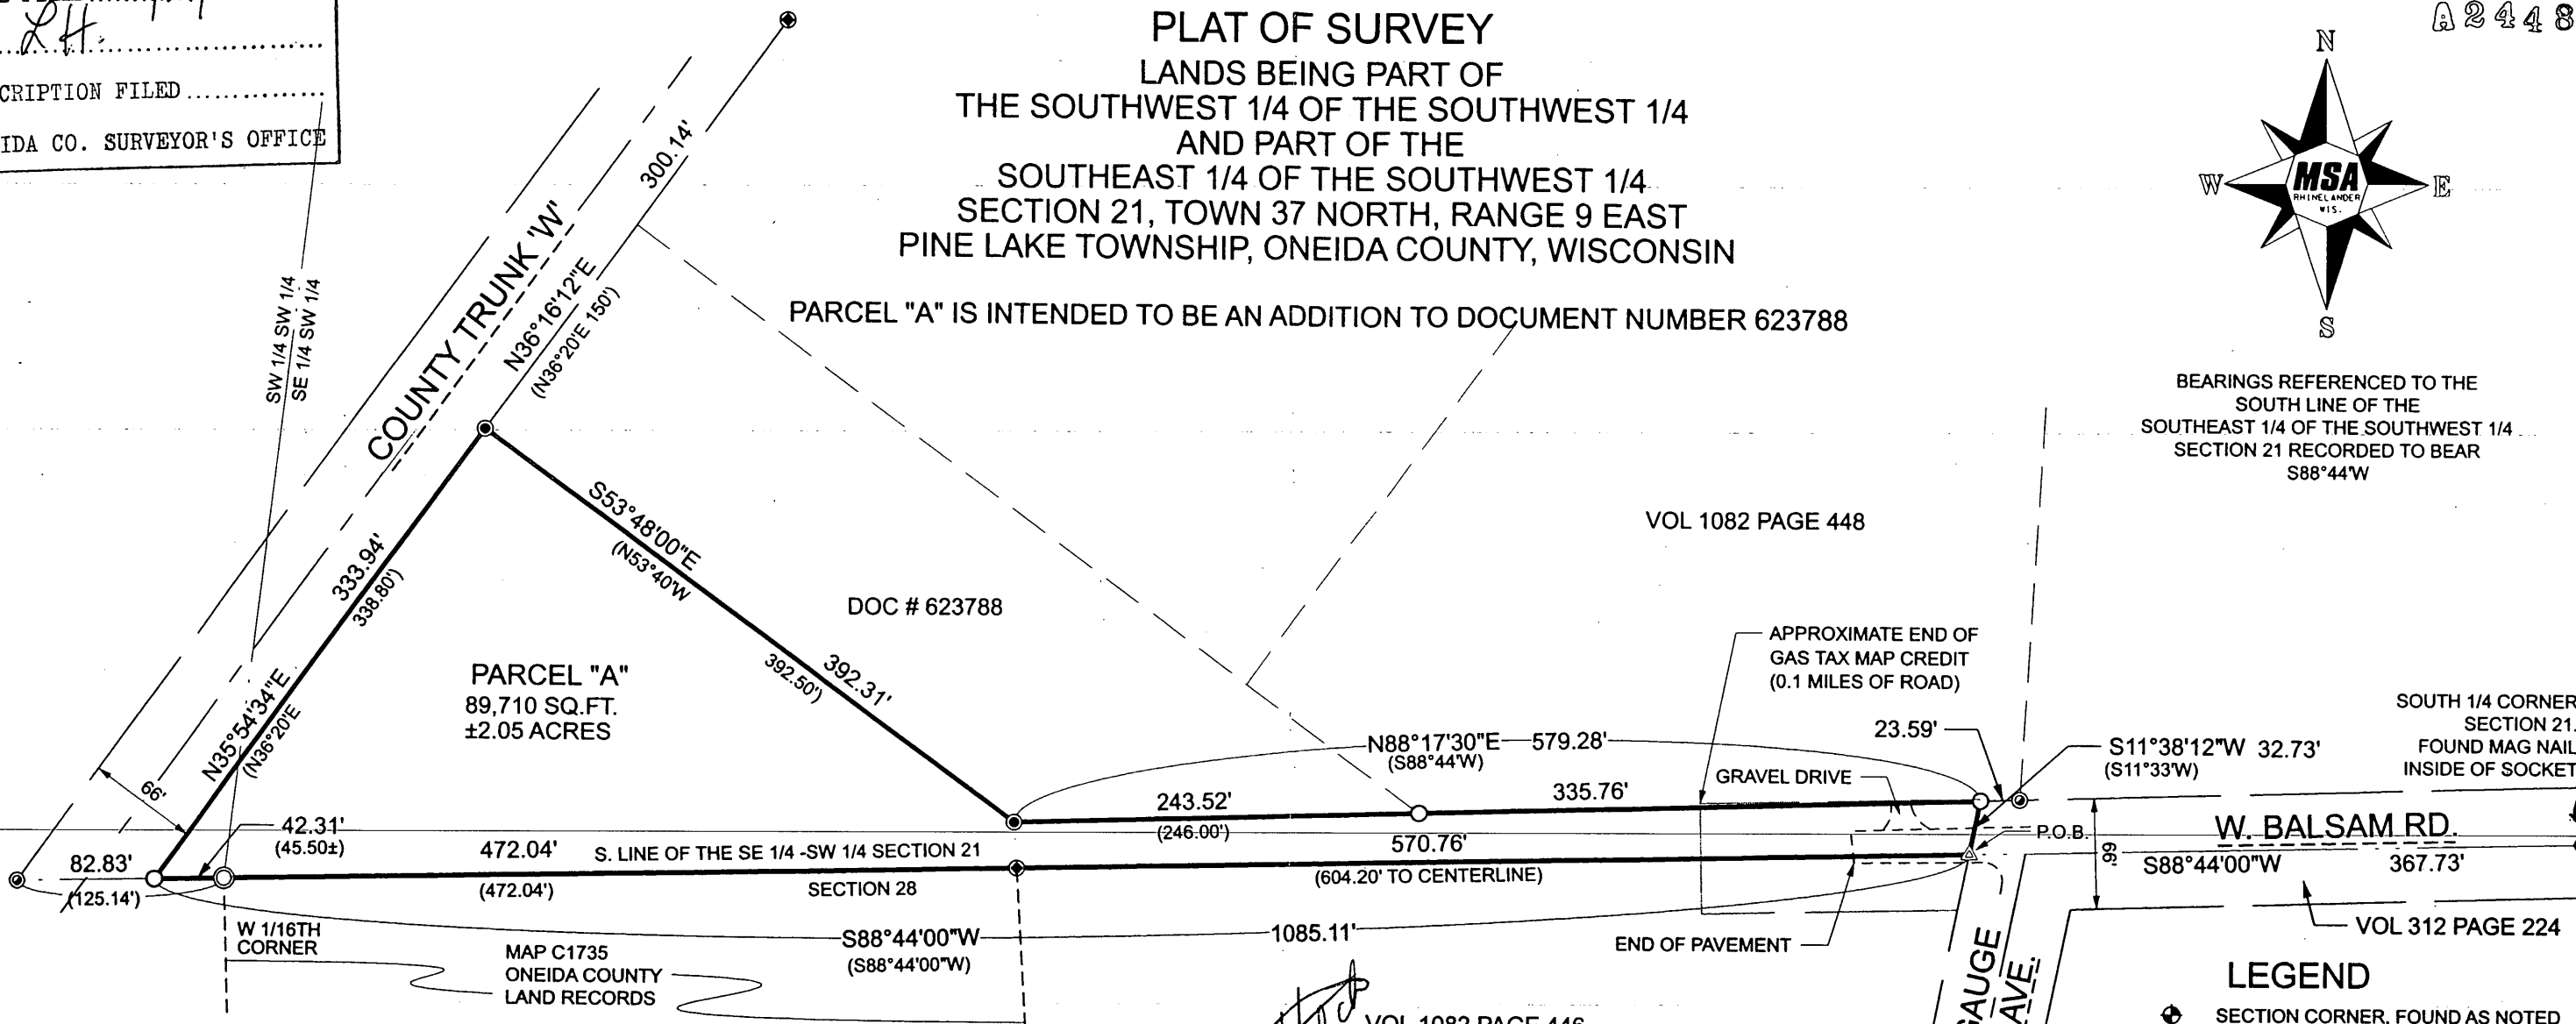 L.H.
CRIPTION FILED
IDA CO. SURVEYOR'S OFFICE
PLAT OF SURVEY
LANDS BEING PART OF
THE SOUTHWEST 1/4 OF THE SOUTHWEST 1/4
AND PART OF THE
SOUTHEAST 1/4 OF THE SOUTHWEST 1/4
SECTION 21, TOWN 37 NORTH, RANGE 9 EAST
PINE LAKE TOWNSHIP, ONEIDA COUNTY, WISCONSIN
PARCEL "A" IS INTENDED TO BE AN ADDITION TO DOCUMENT NUMBER 623788
A2448
N
W
MSA
RHINELANDER
WIS.
E
S
BEARINGS REFERENCED TO THE
SOUTH LINE OF THE
SOUTHEAST 1/4 OF THE SOUTHWEST 1/4
SECTION 21 RECORDED TO BEAR
S88°44'W
SW 1/4 SW 1/4
SE 1/4 SW 1/4
COUNTY TRUNK 'W'
300.14'
N36°16'12"E
(N36°20'E 150')
333.94'
338.80')
N35°54'34"E
(N36°20'E
66'
S53°48'00"E
(N53°40'W
392.31'
392.50')
DOC # 623788
VOL 1082 PAGE 448
PARCEL "A"
89,710 SQ.FT.
±2.05 ACRES
APPROXIMATE END OF
GAS TAX MAP CREDIT
(0.1 MILES OF ROAD)
N88°17'30"E 579.28'
(S88°44'W)
23.59'
GRAVEL DRIVE
S11°38'12"W 32.73'
(S11°33'W)
SOUTH 1/4 CORNER
SECTION 21.
FOUND MAG NAIL
INSIDE OF SOCKET
243.52'
(246.00')
335.76'
P.O.B.
W. BALSAM RD.
66'
S88°44'00"W 367.73'
42.31'
(45.50±)
82.83'
(125.14')
472.04'
(472.04')
S. LINE OF THE SE 1/4 -SW 1/4 SECTION 21
SECTION 28
570.76'
(604.20' TO CENTERLINE)
S88°44'00"W 1085.11'
(S88°44'00"W)
W 1/16TH
CORNER
MAP C1735
ONEIDA COUNTY
LAND RECORDS
END OF PAVEMENT
VOL 312 PAGE 224
GAUGE
AVE.
LEGEND
SECTION CORNER, FOUND AS NOTED
VOL 1082 PAGE 446